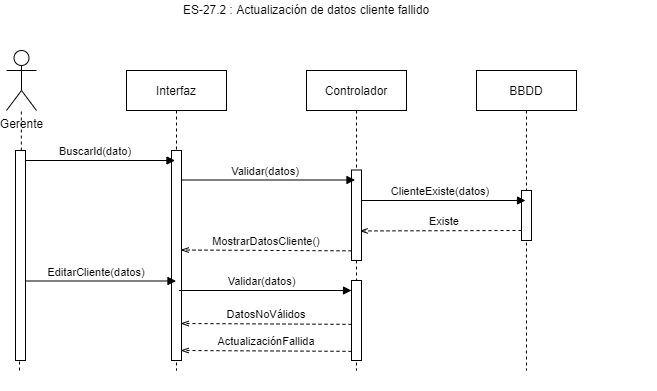 ES-27.2 : Actualización de datos cliente fallido
Gerente
Interfaz
Controlador
BBDD
BuscarId(dato)
Validar(datos)
ClienteExiste(datos)
Existe
MostrarDatosCliente()
EditarCliente(datos)
Validar(datos)
DatosNoVálidos
ActualizaciónFallida